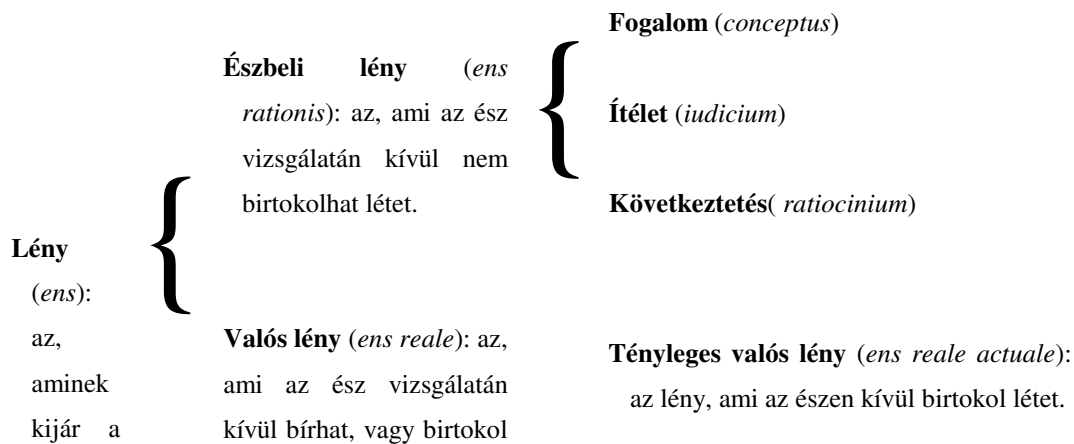 Lény
(ens):
az,
aminek
kijár a
Észbeli lény (ens
rationis): az, ami az ész
vizsgálatán kívül nem
birtokolhat létet.
Valós lény (ens reale): az,
ami az ész vizsgálatán
kívül bírhat, vagy birtokol
Fogalom (conceptus)
Ítélet (iudicium)
Következtetés( ratiocinium)
Tényleges valós lény (ens reale actuale):
az lény, ami az észen kívül birtokol létet.